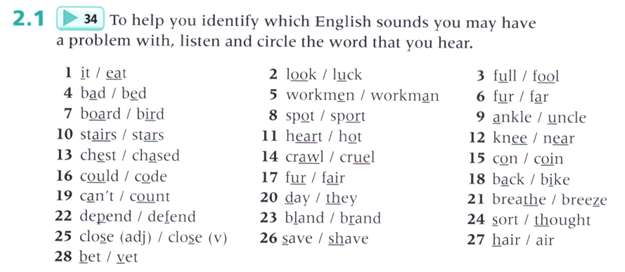 2.1 34 To help you identify which English sounds you may have
a problem with, listen and circle the word that you hear.
1 it / eat 2 look / luck 3 full / fool
4 bad / bed 5 workmen / workman 6 fur / far
7 board / bird 8 spot / sport 9 ankle / uncle
10 stairs / stars 11 heart / hot 12 knee / near
13 chest / chased 14 crawl / cruel 15 con / coin
16 could / code 17 fur / fair 18 back / bike
19 can't / count 20 day / they 21 breathe / breeze
22 depend / defend 23 bland / brand 24 sort / thought
25 close (adj) / close (v) 26 save / shave 27 hair / air
28 bet / vet